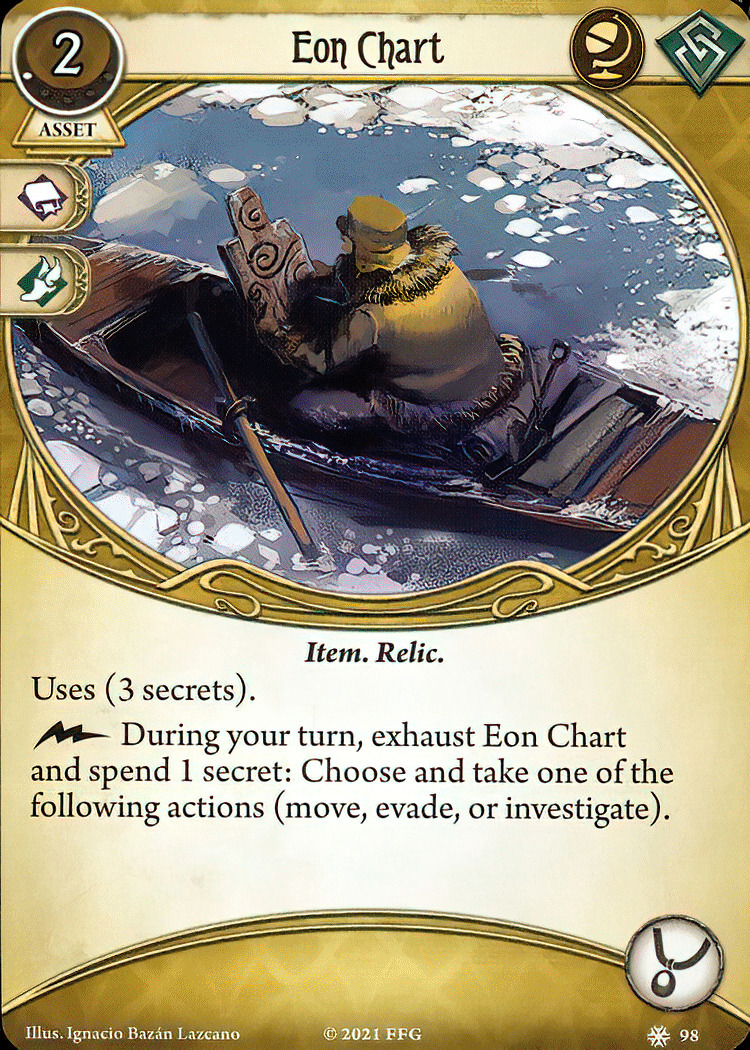 2
Eon Chart
ASSET
Item. Relic.
Uses (3 secrets).
During your turn, exhaust Eon Chart
and spend 1 secret: Choose and take one of the
following actions (move, evade, or investigate).
Illus. Ignacio Bazán Lazcano
© 2021 FFG
98